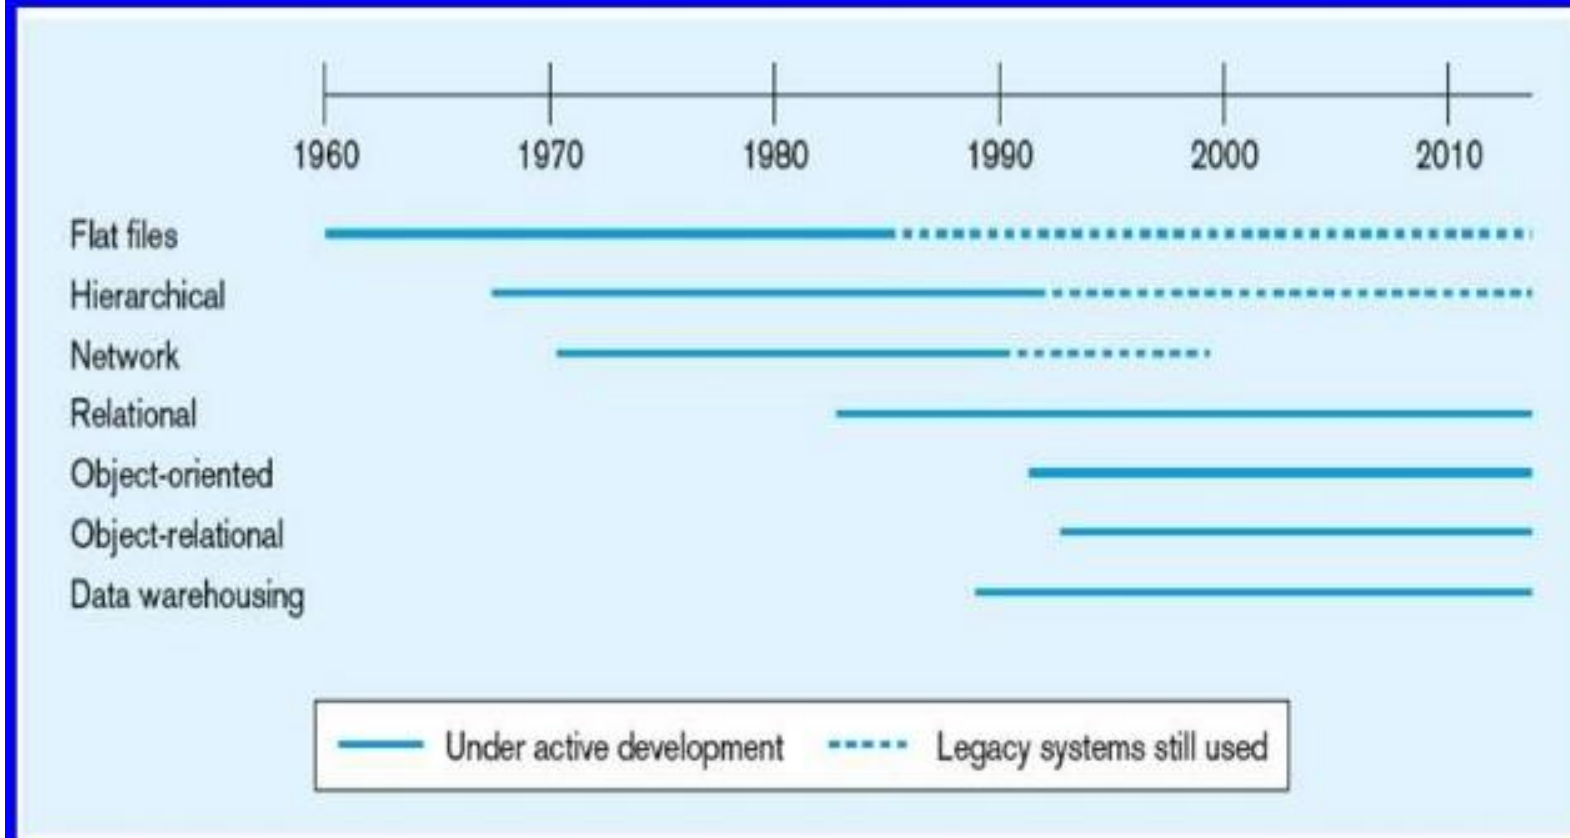 1960 1970 1980 1990 2000 2010
Flat files
Hierarchical
Network
Relational
Object-oriented
Object-relational
Data warehousing
Under active development Legacy systems still used